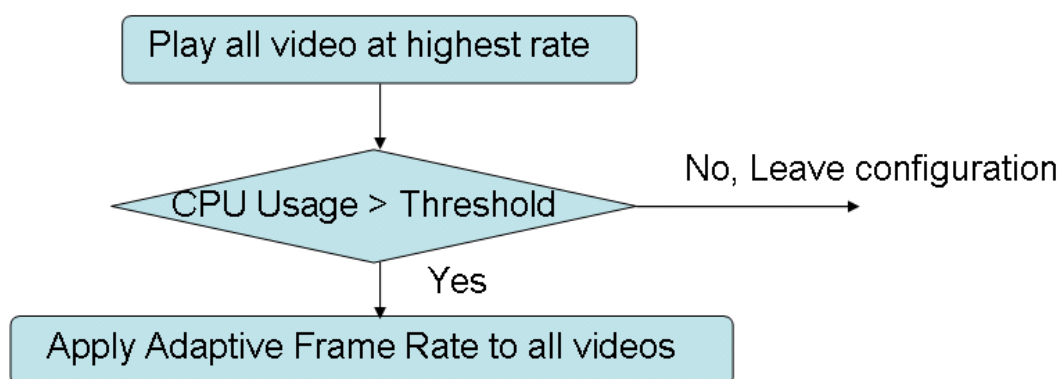 Play all video at highest rate
CPU Usage > Threshold
No, Leave configuration
Yes
Apply Adaptive Frame Rate to all videos